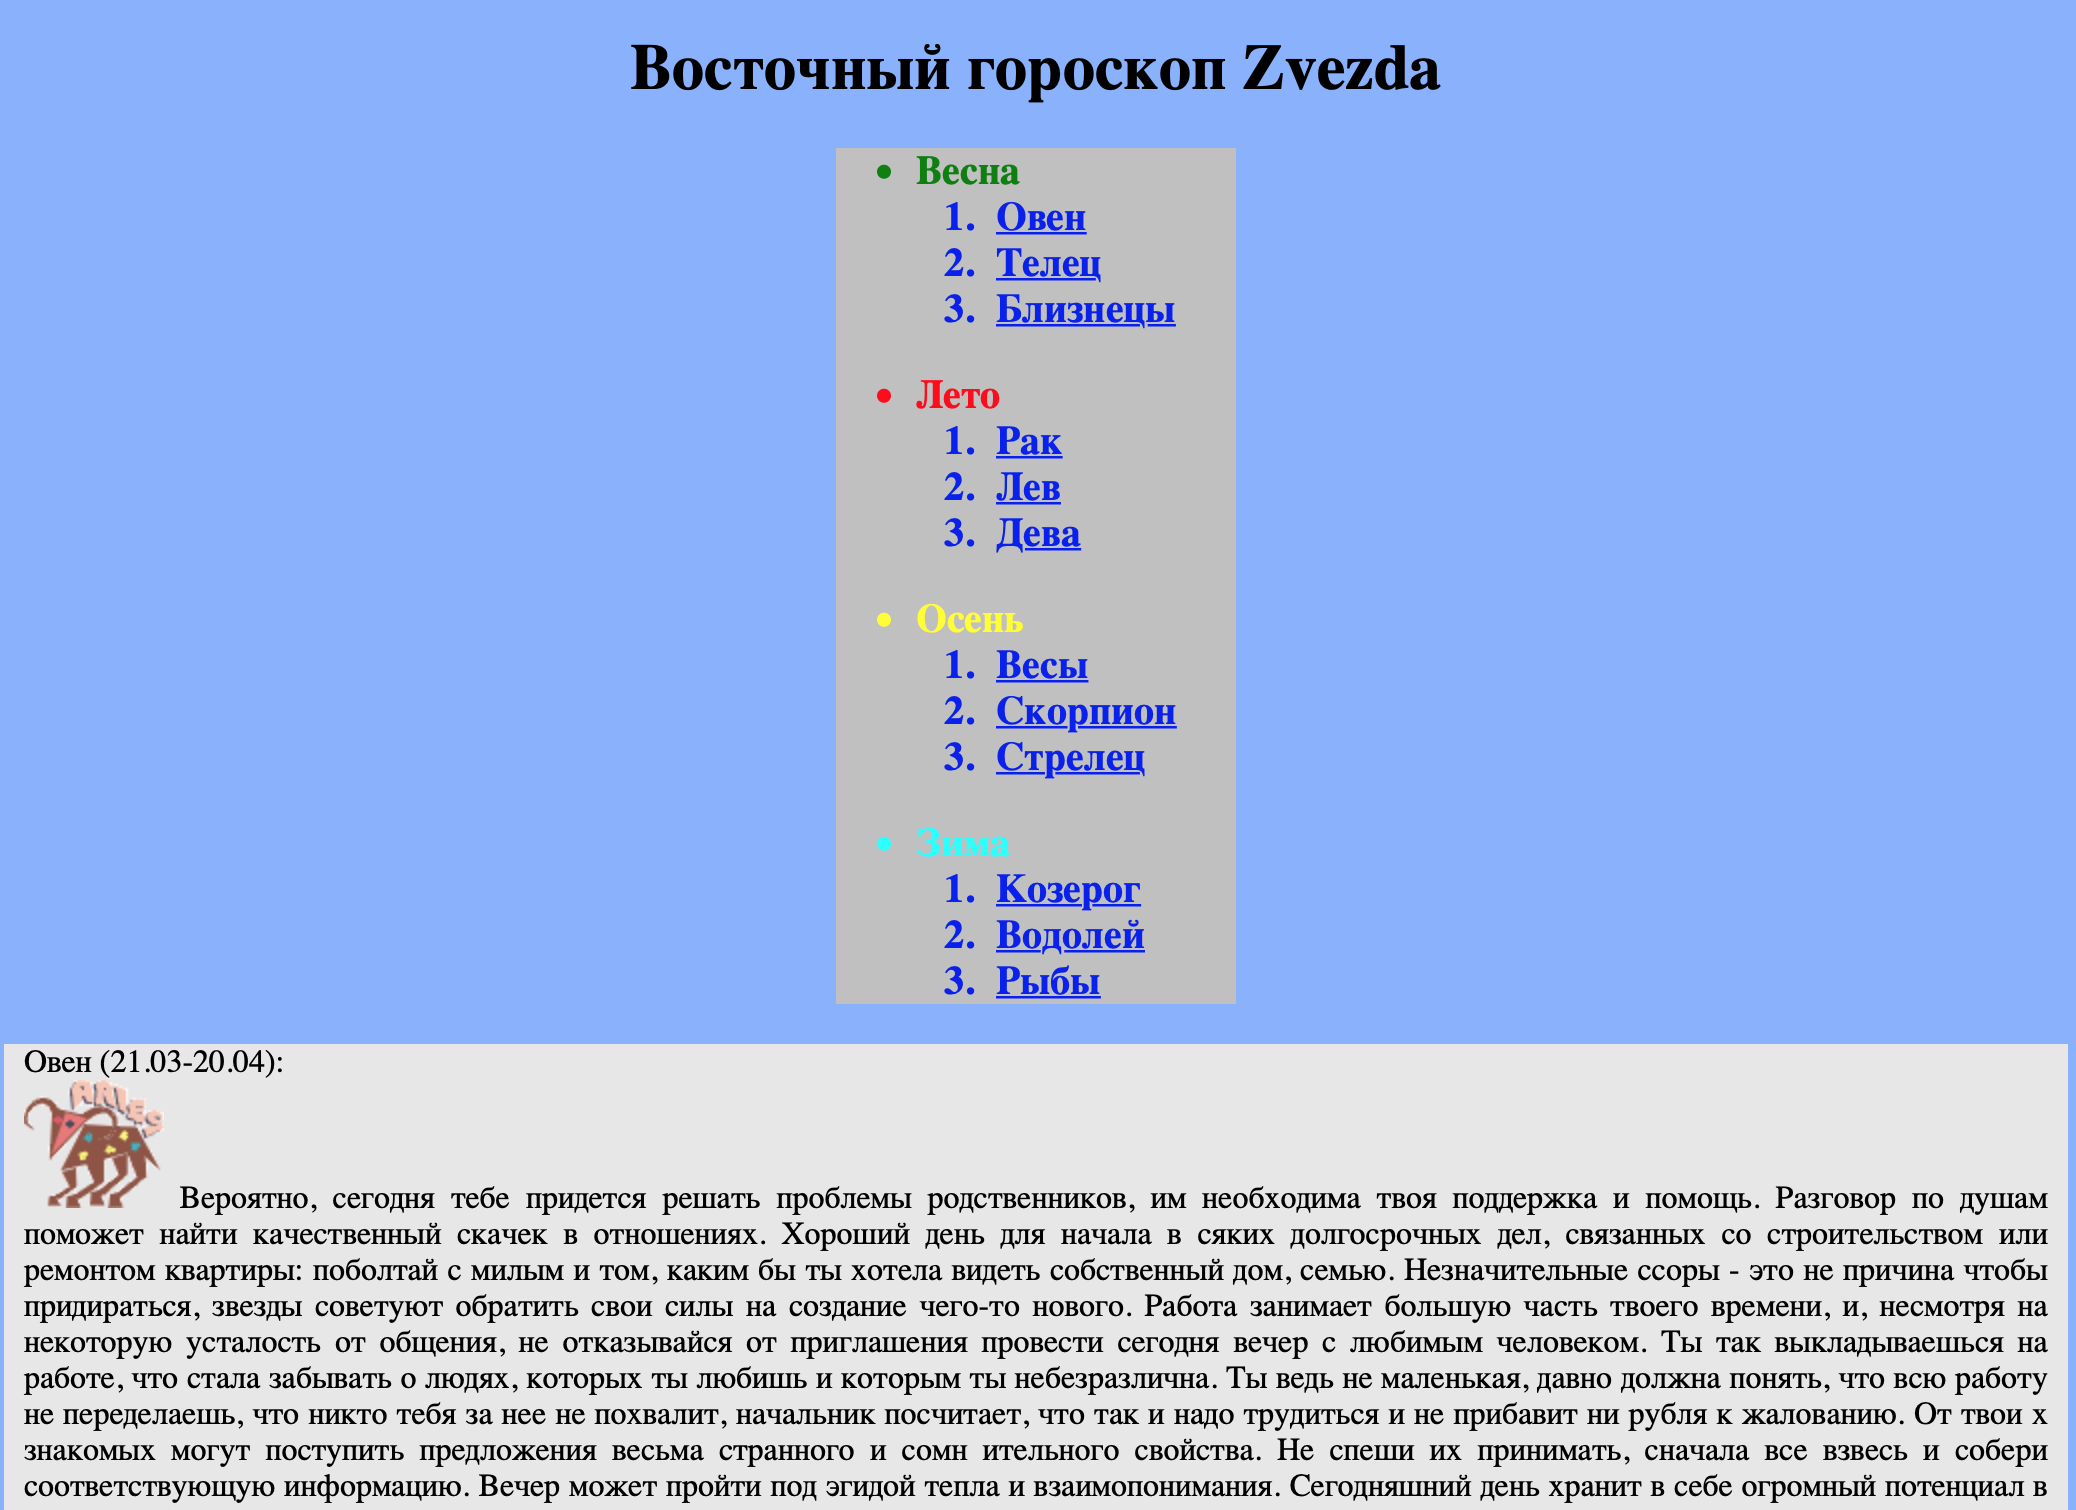 Восточный гороскоп Zvezda
• Весна
1. Овен
2. Телец
3. Близнецы
• Лето
1. Рак
2. Лев
3. Дева
• Осень
1. Весы
2. Скорпион
3. Стрелец
• Зима
1. Козерог
2. Водолей
3. Рыбы
Овен (21.03-20.04):
ARIES
Вероятно, сегодня тебе придется решать проблемы родственников, им необходима твоя поддержка и помощь. Разговор по душам
поможет найти качественный скачек в отношениях. Хороший день для начала в сяких долгосрочных дел, связанных со строительством или
ремонтом квартиры: поболтай с милым и том, каким бы ты хотела видеть собственный дом, семью. Незначительные ссоры - это не причина чтобы
придираться, звезды советуют обратить свои силы на создание чего-то нового. Работа занимает большую часть твоего времени, и, несмотря на
некоторую усталость от общения, не отказывайся от приглашения провести сегодня вечер с любимым человеком. Ты так выкладываешься на
работе, что стала забывать о людях, которых ты любишь и которым ты небезразлична. Ты ведь не маленькая, давно должна понять, что всю работу
не переделаешь, что никто тебя за нее не похвалит, начальник посчитает, что так и надо трудиться и не прибавит ни рубля к жалованию. От твои х
знакомых могут поступить предложения весьма странного и сомн ительного свойства. Не спеши их принимать, сначала все взвесь и собери
соответствующую информацию. Вечер может пройти под эгидой тепла и взаимопонимания. Сегодняшний день хранит в себе огромный потенциал в